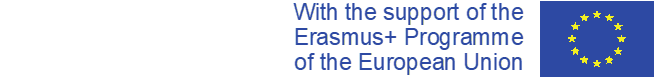 With the support of the
Erasmus+ Programme
of the European Union